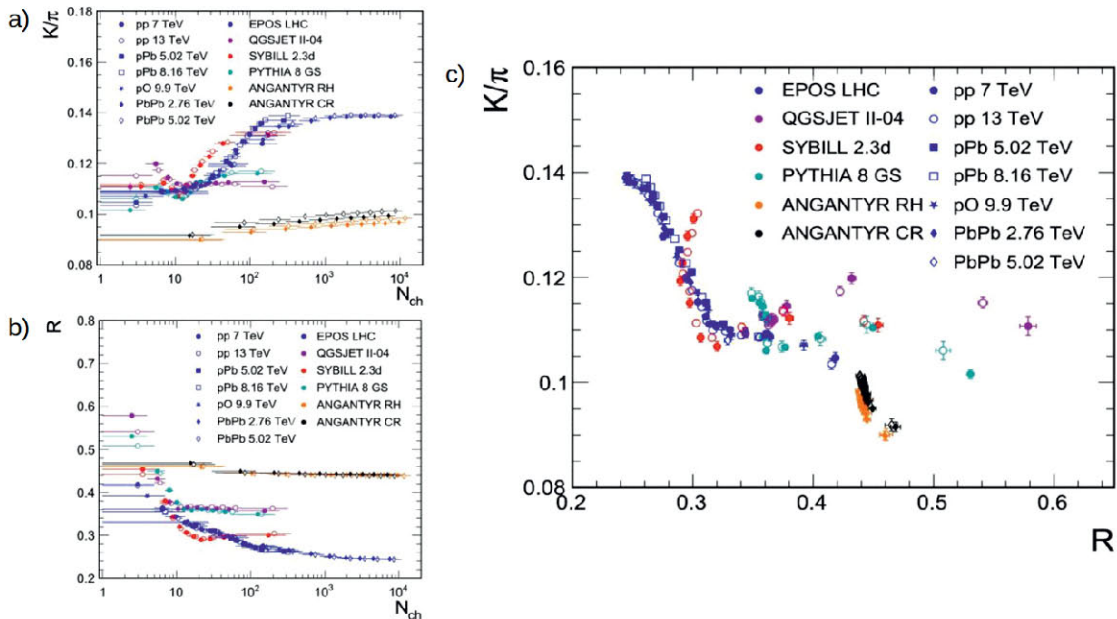 a)
K/π
0.18
0.16
0.14
0.12
0.1
0.08
pp 7 TeV
pp 13 TeV
pPb 5.02 TeV
pPb 8.16 TeV
pO 9.9 TeV
PbPb 2.76 TeV
PbPb 5.02 TeV
EPOS LHC
QGSJET II-04
SYBILL 2.3d
PYTHIA 8 GS
ANGANTYR RH
ANGANTYR CR
1 10 10² 10³ 10⁴
Nch
b)
R
0.8
0.7
0.6
0.5
0.4
0.3
0.2
pp 7 TeV
pp 13 TeV
pPb 5.02 TeV
pPb 8.16 TeV
pO 9.9 TeV
PbPb 2.76 TeV
PbPb 5.02 TeV
EPOS LHC
QGSJET II-04
SYBILL 2.3d
PYTHIA 8 GS
ANGANTYR RH
ANGANTYR CR
1 10 10² 10³ 10⁴
Nch
c)
K/π
0.16
0.14
0.12
0.1
0.08
EPOS LHC
QGSJET II-04
SYBILL 2.3d
PYTHIA 8 GS
ANGANTYR RH
ANGANTYR CR
pp 7 TeV
pp 13 TeV
pPb 5.02 TeV
pPb 8.16 TeV
pO 9.9 TeV
PbPb 2.76 TeV
PbPb 5.02 TeV
0.2 0.3 0.4 0.5 0.6
R